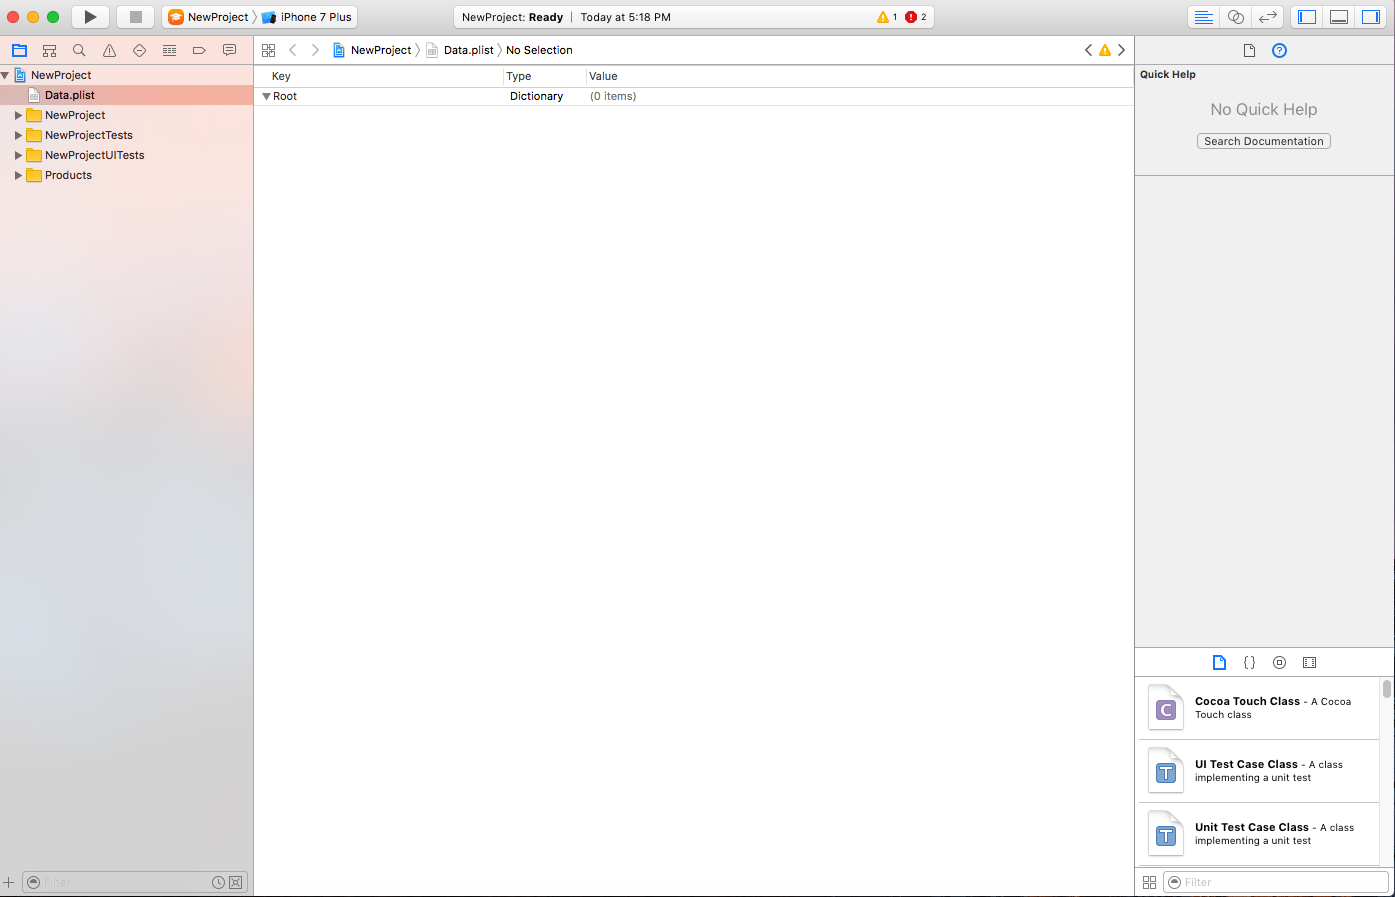 NewProject iPhone 7 Plus
NewProject: Ready | Today at 5:18 PM
1
2
NewProject
Data.plist
NewProject
NewProjectTests
NewProjectUITests
Products
Filter
NewProject Data.plist No Selection
Key Type Value
Root Dictionary (0 items)
Quick Help
No Quick Help
Search Documentation
{ }
C
Cocoa Touch Class - A Cocoa
Touch class
T
UI Test Case Class - A class
implementing a unit test
T
Unit Test Case Class - A class
implementing a unit test
Filter